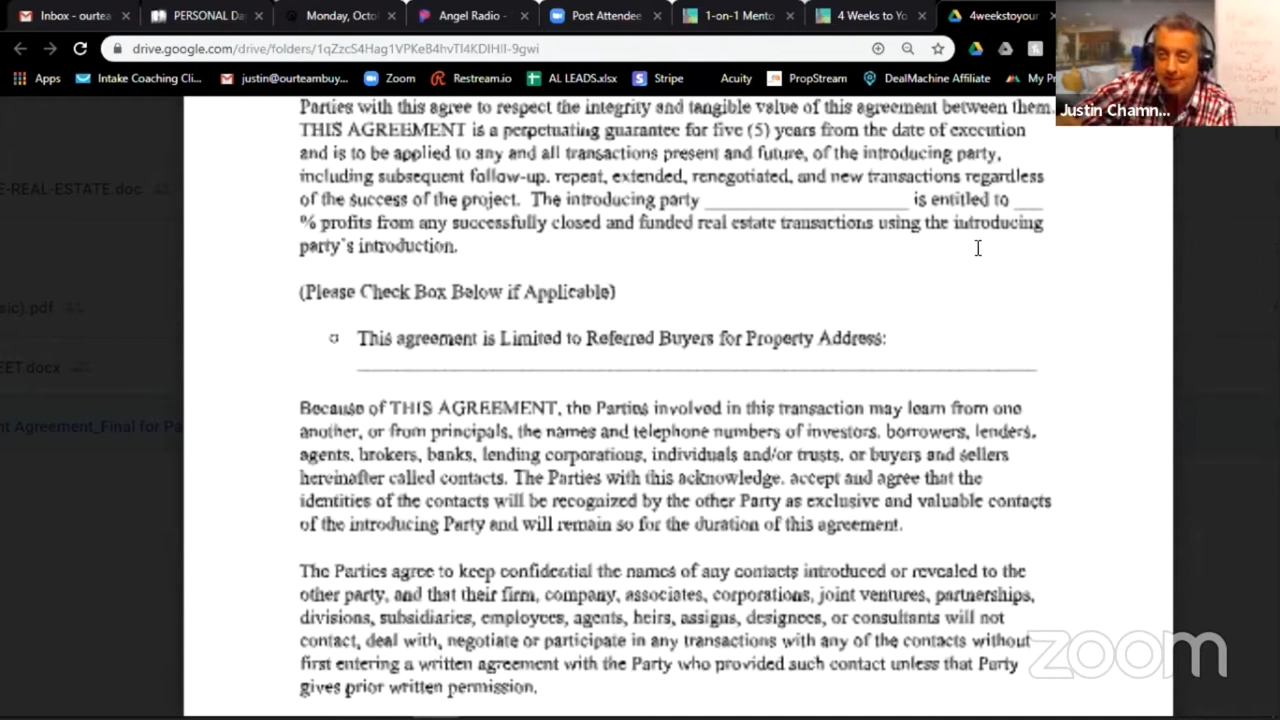 Inbox - ourtea
PERSONAL Da
Monday, Octo
Angel Radio -
Post Attendee
1-on-1 Mento
4 Weeks to Yo
4weekstoyour
drive.google.com/drive/folders/1qZzcS4Hag1VPKeB4hvTl4KDIHIl-9gwi
Apps
Intake Coaching Cli...
justin@ourteambuy...
Zoom
Restream.io
AL LEADS.xlsx
Stripe
Acuity
PropStream
DealMachine Affiliate
My Pr
Justin Chamn...
E-REAL-ESTATE.doc
sic).pdf
EET.docx
nt Agreement_Final for Pa
Parties with this agree to respect the integrity and tangible value of this agreement between them.
THIS AGREEMENT is a perpetuating guarantee for five (5) years from the date of execution
and is to be applied to any and all transactions present and future, of the introducing party,
including subsequent follow-up, repeat, extended, renegotiated, and new transactions regardless
of the success of the project. The introducing party ____________________ is entitled to ___
% profits from any successfully closed and funded real estate transactions using the introducing
party's introduction.
(Please Check Box Below if Applicable)
This agreement is Limited to Referred Buyers for Property Address:
Because of THIS AGREEMENT, the Parties involved in this transaction may learn from one
another, or from principals, the names and telephone numbers of investors, borrowers, lenders,
agents, brokers, banks, lending corporations, individuals and/or trusts, or buyers and sellers
hereinafter called contacts. The Parties with this acknowledge, accept and agree that the
identities of the contacts will be recognized by the other Party as exclusive and valuable contacts
of the introducing Party and will remain so for the duration of this agreement.
The Parties agree to keep confidential the names of any contacts introduced or revealed to the
other party, and that their firm, company, associates, corporations, joint ventures, partnerships,
divisions, subsidiaries, employees, agents, heirs, assigns, designees, or consultants will not
contact, deal with, negotiate or participate in any transactions with any of the contacts without
first entering a written agreement with the Party who provided such contact unless that Party
gives prior written permission.
zoom